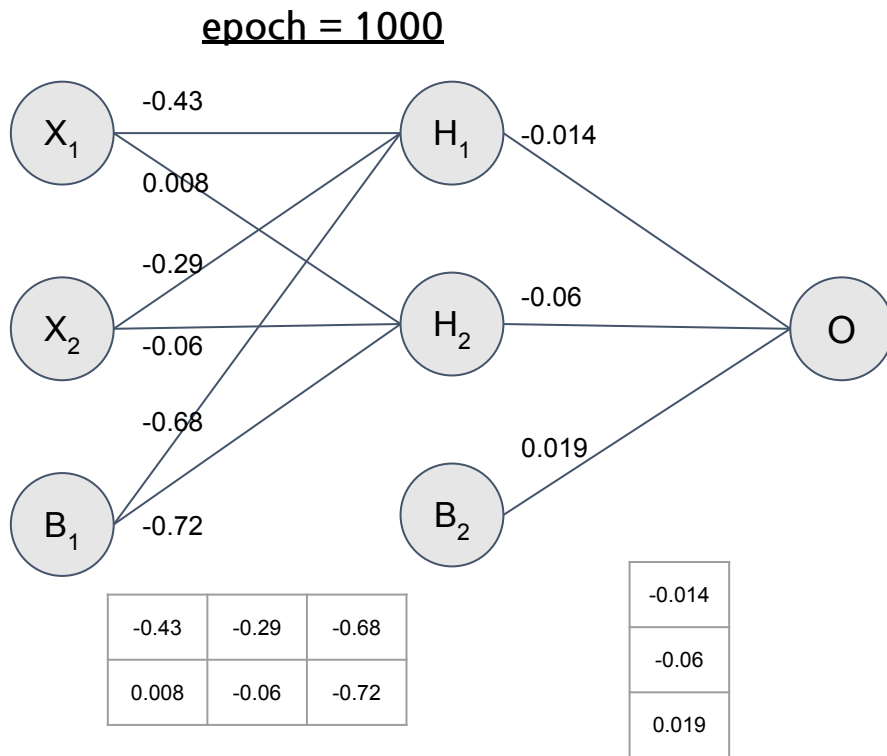 epoch = 1000
-0.43
X₁
H₁
-0.014
0.008
-0.29
-0.06
X₂
H₂
O
-0.06
-0.68
0.019
B₁
B₂
-0.72
-0.43 -0.29 -0.68
0.008 -0.06 -0.72
-0.014
-0.06
0.019